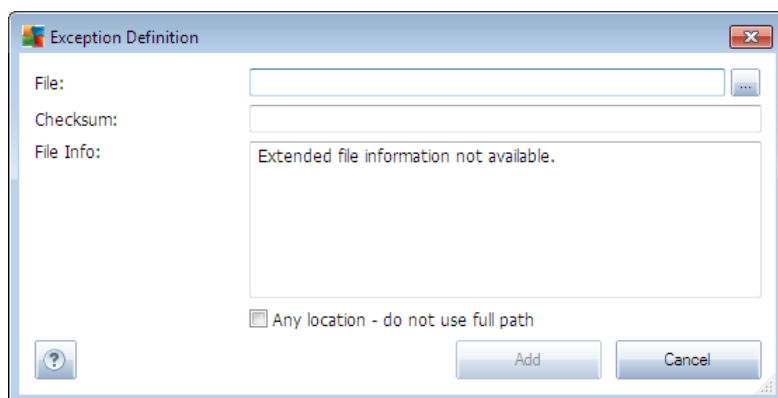 Exception Definition
File:
...
Checksum:
File Info:
Extended file information not available.
Any location - do not use full path
?
Add
Cancel